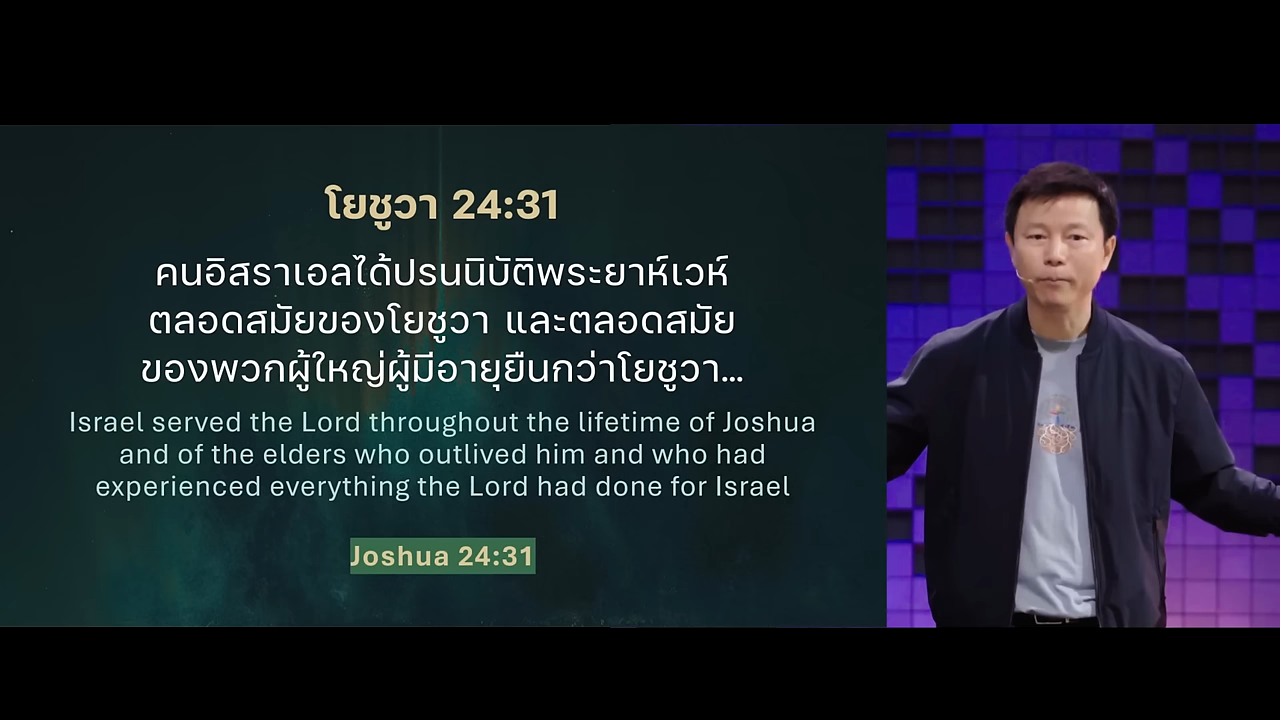 โยชูวา 24:31
คนอิสราเอลได้ปรนนิบัติพระยาห์เวห์
ตลอดสมัยของโยชูวา และตลอดสมัย
ของพวกผู้ใหญ่ผู้มีอายุยืนกว่าโยชูวา...
Israel served the Lord throughout the lifetime of Joshua
and of the elders who outlived him and who had
experienced everything the Lord had done for Israel
Joshua 24:31